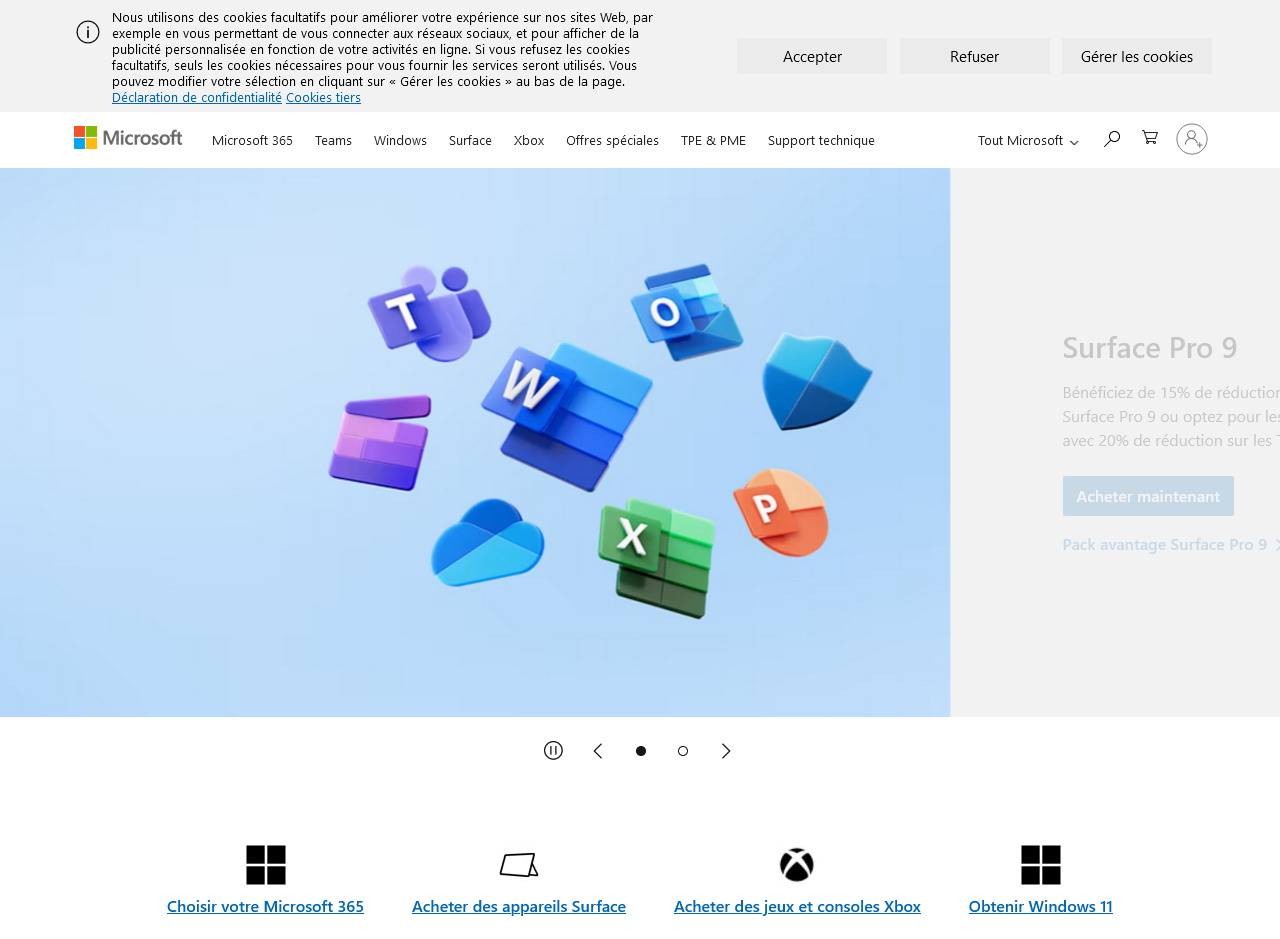 Nous utilisons des cookies facultatifs pour améliorer votre expérience sur nos sites Web, par
exemple en vous permettant de vous connecter aux réseaux sociaux, et pour afficher de la
publicité personnalisée en fonction de votre activités en ligne. Si vous refusez les cookies
facultatifs, seuls les cookies nécessaires pour vous fournir les services seront utilisés. Vous
pouvez modifier votre sélection en cliquant sur « Gérer les cookies » au bas de la page.
Déclaration de confidentialité Cookies tiers
Accepter
Refuser
Gérer les cookies
Microsoft
Microsoft 365
Teams
Windows
Surface
Xbox
Offres spéciales
TPE & PME
Support technique
Tout Microsoft
T
O
W
X
P
Surface Pro 9
Bénéficiez de 15% de réduction
Surface Pro 9 ou optez pour les
avec 20% de réduction sur les T
Acheter maintenant
Pack avantage Surface Pro 9
Choisir votre Microsoft 365
Acheter des appareils Surface
Acheter des jeux et consoles Xbox
Obtenir Windows 11